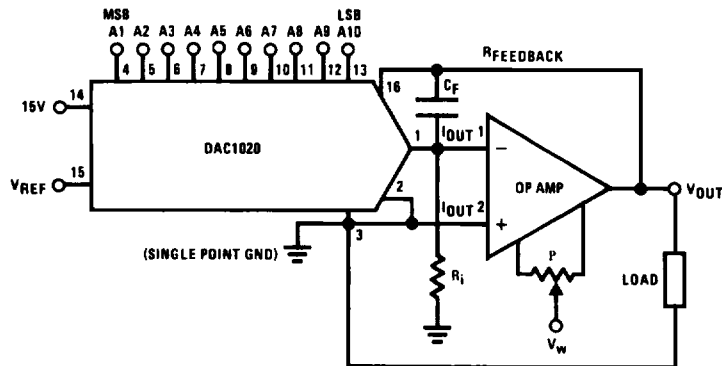 MSB LSB
A1 A2 A3 A4 A5 A6 A7 A8 A9 A10
4 5 6 7 8 9 10 11 12 13
16 RFEEDBACK
CF
14
15V
DAC1020
1 IOUT 1
−
15
VREF
OP AMP
VOUT
2
IOUT 2
+
3
(SINGLE POINT GND)
Ri
P
LOAD
VW